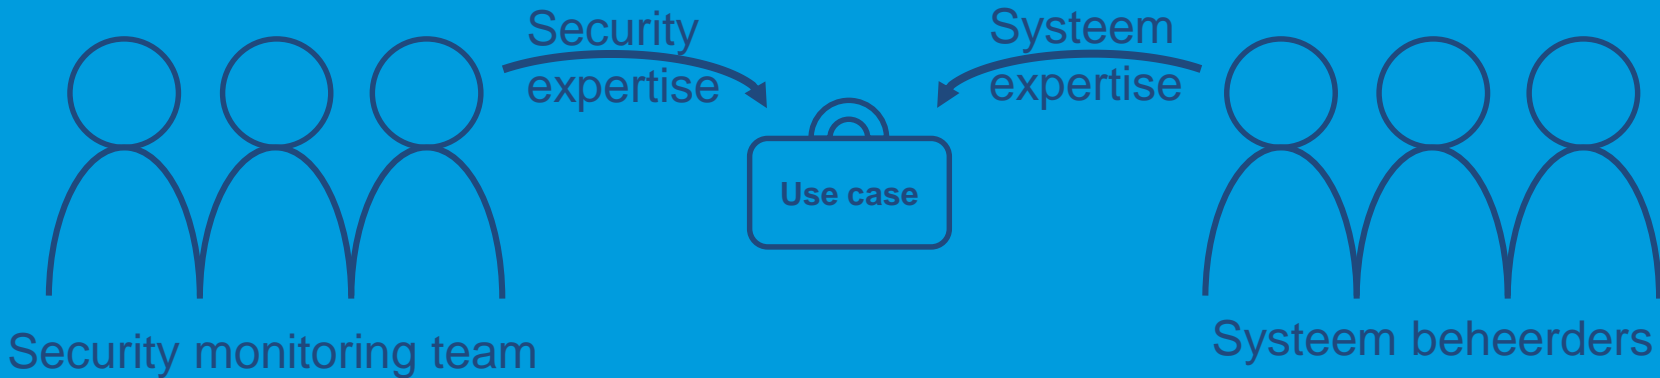 Security
expertise
Systeem
expertise
Use case
Security monitoring team
Systeem beheerders